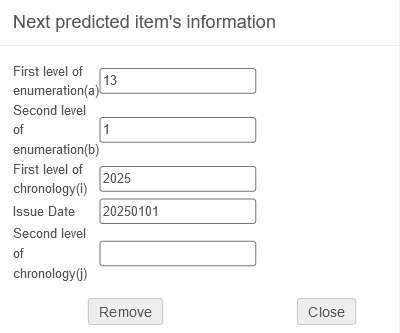 Next predicted item's information
First level of
enumeration(a) 13
Second level
of
enumeration(b) 1
First level of
chronology(i) 2025
Issue Date 20250101
Second level
of
chronology(j)
Remove Close